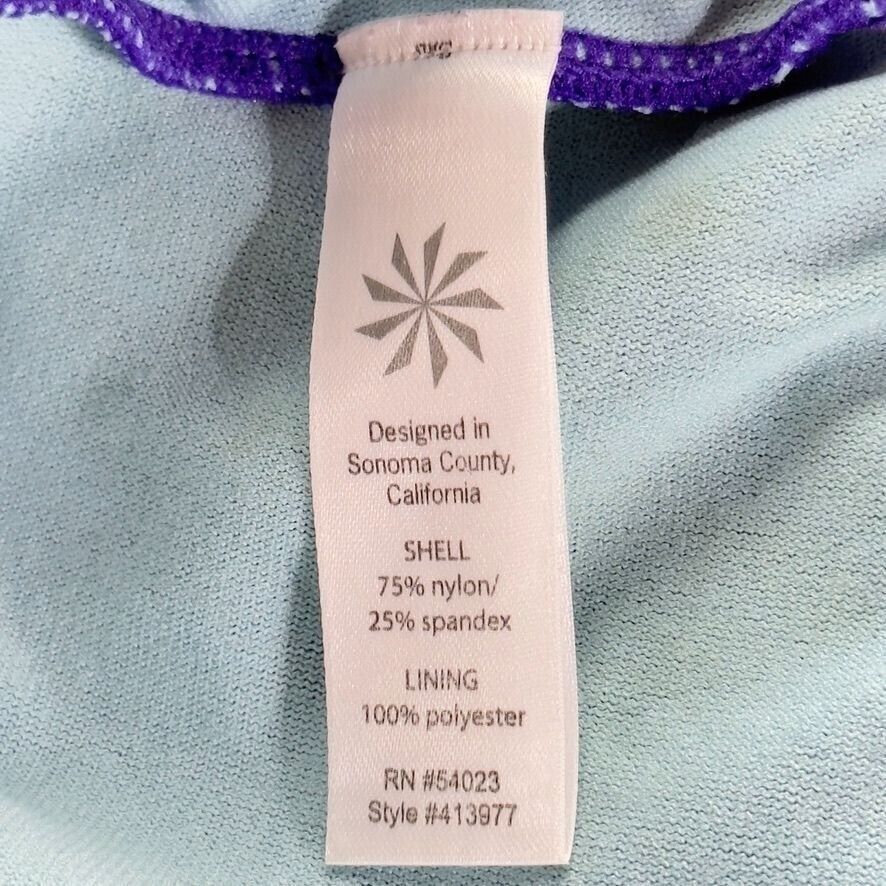 Designed in
Sonoma County,
California
SHELL
75% nylon/
25% spandex
LINING
100% polyester
RN #54023
Style #413977